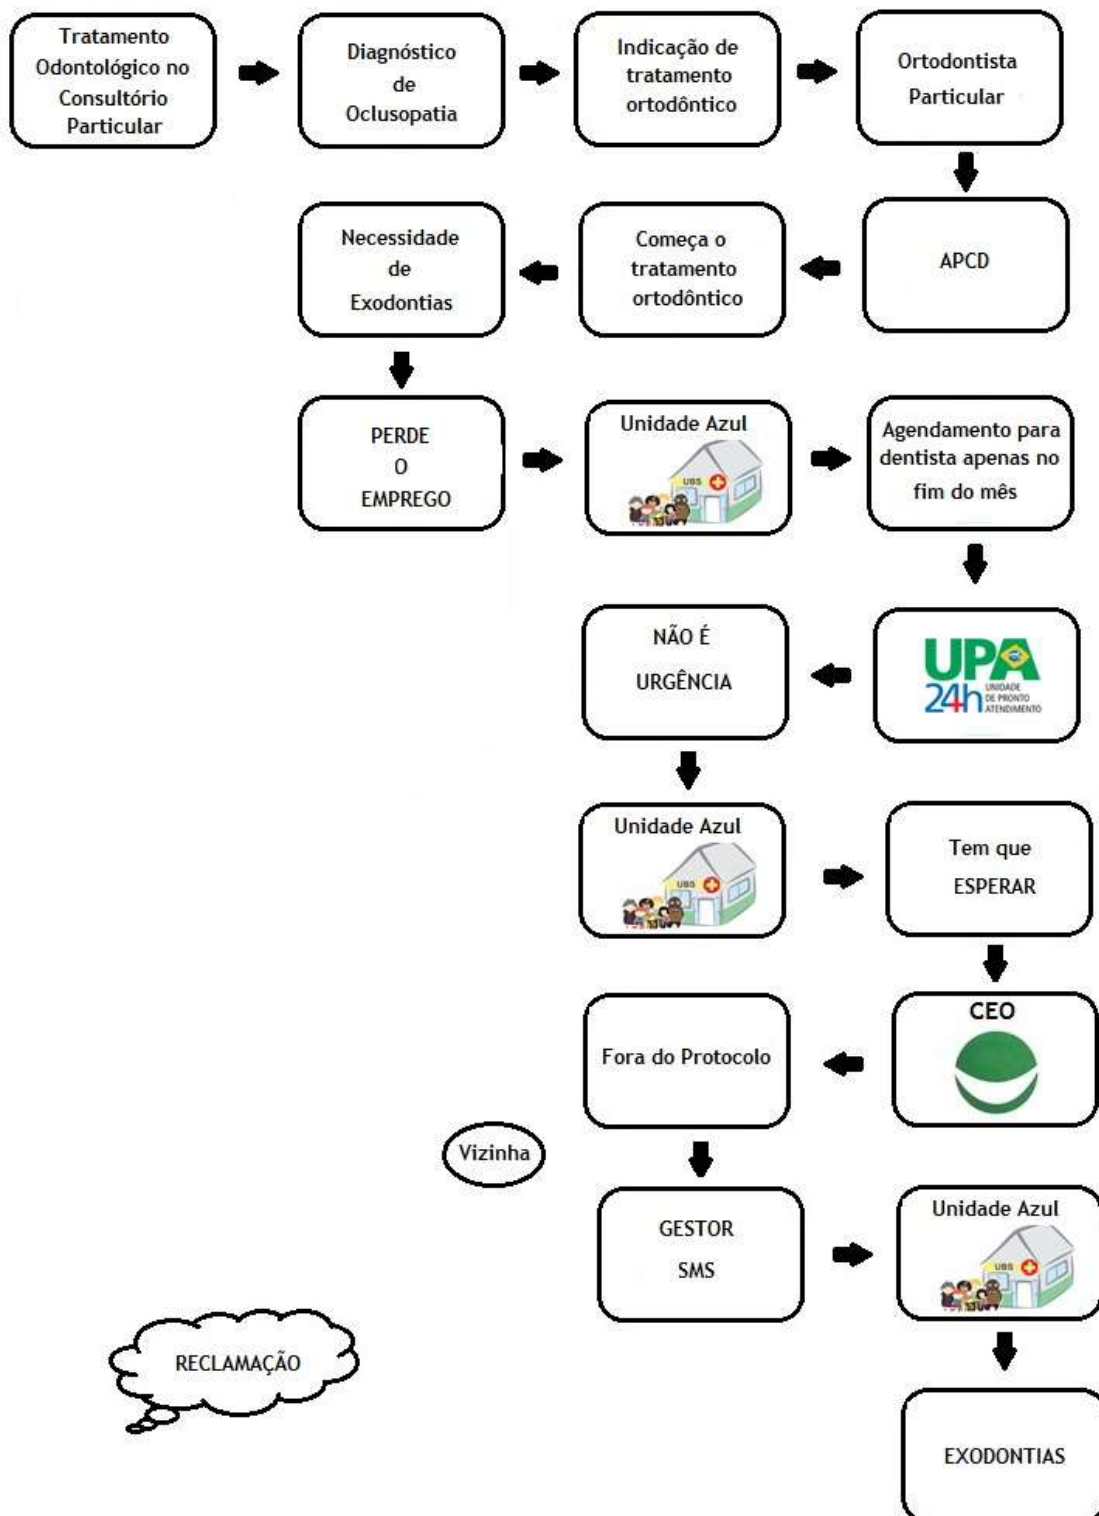 Tratamento
Odontológico no
Consultório
Particular
Diagnóstico
de
Oclusopatia
Indicação de
tratamento
ortodôntico
Ortodontista
Particular
APCD
Começa o
tratamento
ortodôntico
Necessidade
de
Exodontias
PERDE
O
EMPREGO
Unidade Azul
UBS
Agendamento para
dentista apenas no
fim do mês
UPA
24h
UNIDADE
DE PRONTO
ATENDIMENTO
NÃO É
URGÊNCIA
Unidade Azul
UBS
Tem que
ESPERAR
CEO
Fora do Protocolo
Vizinha
GESTOR
SMS
Unidade Azul
UBS
RECLAMAÇÃO
EXODONTIAS